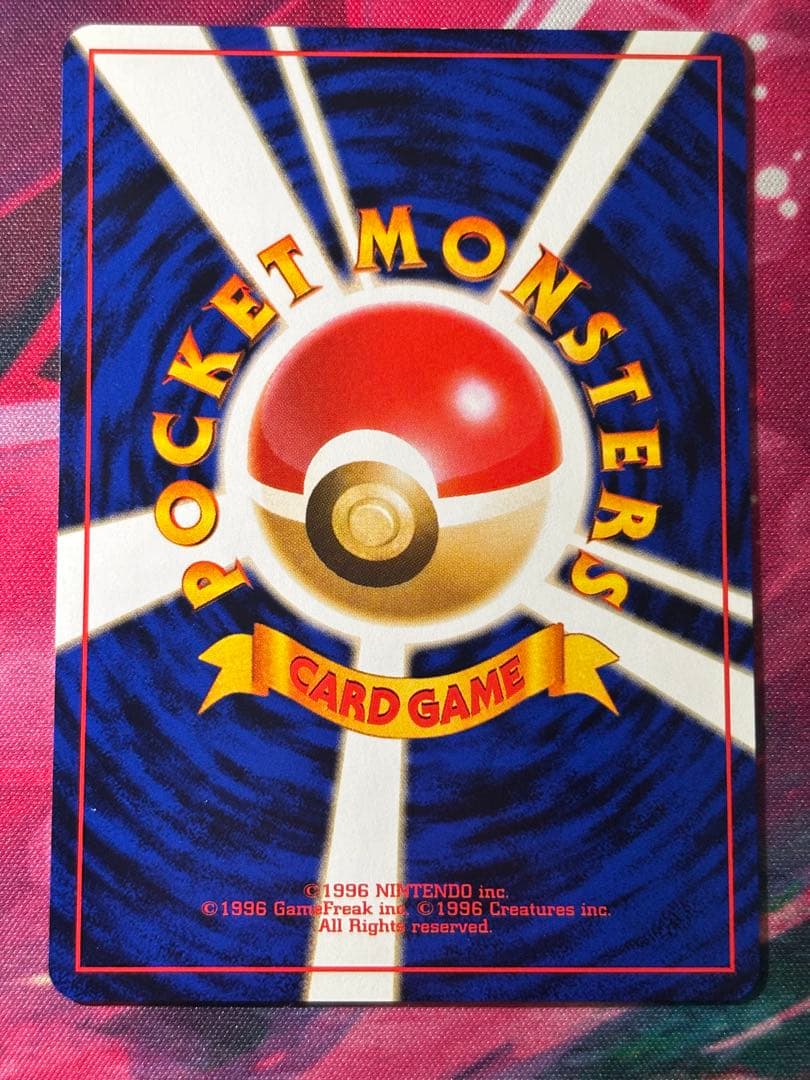 POCKET MONSTERS
CARD GAME
©1996 NINTENDO inc.
©1996 GameFreak inc. ©1996 Creatures inc.
All Rights reserved.